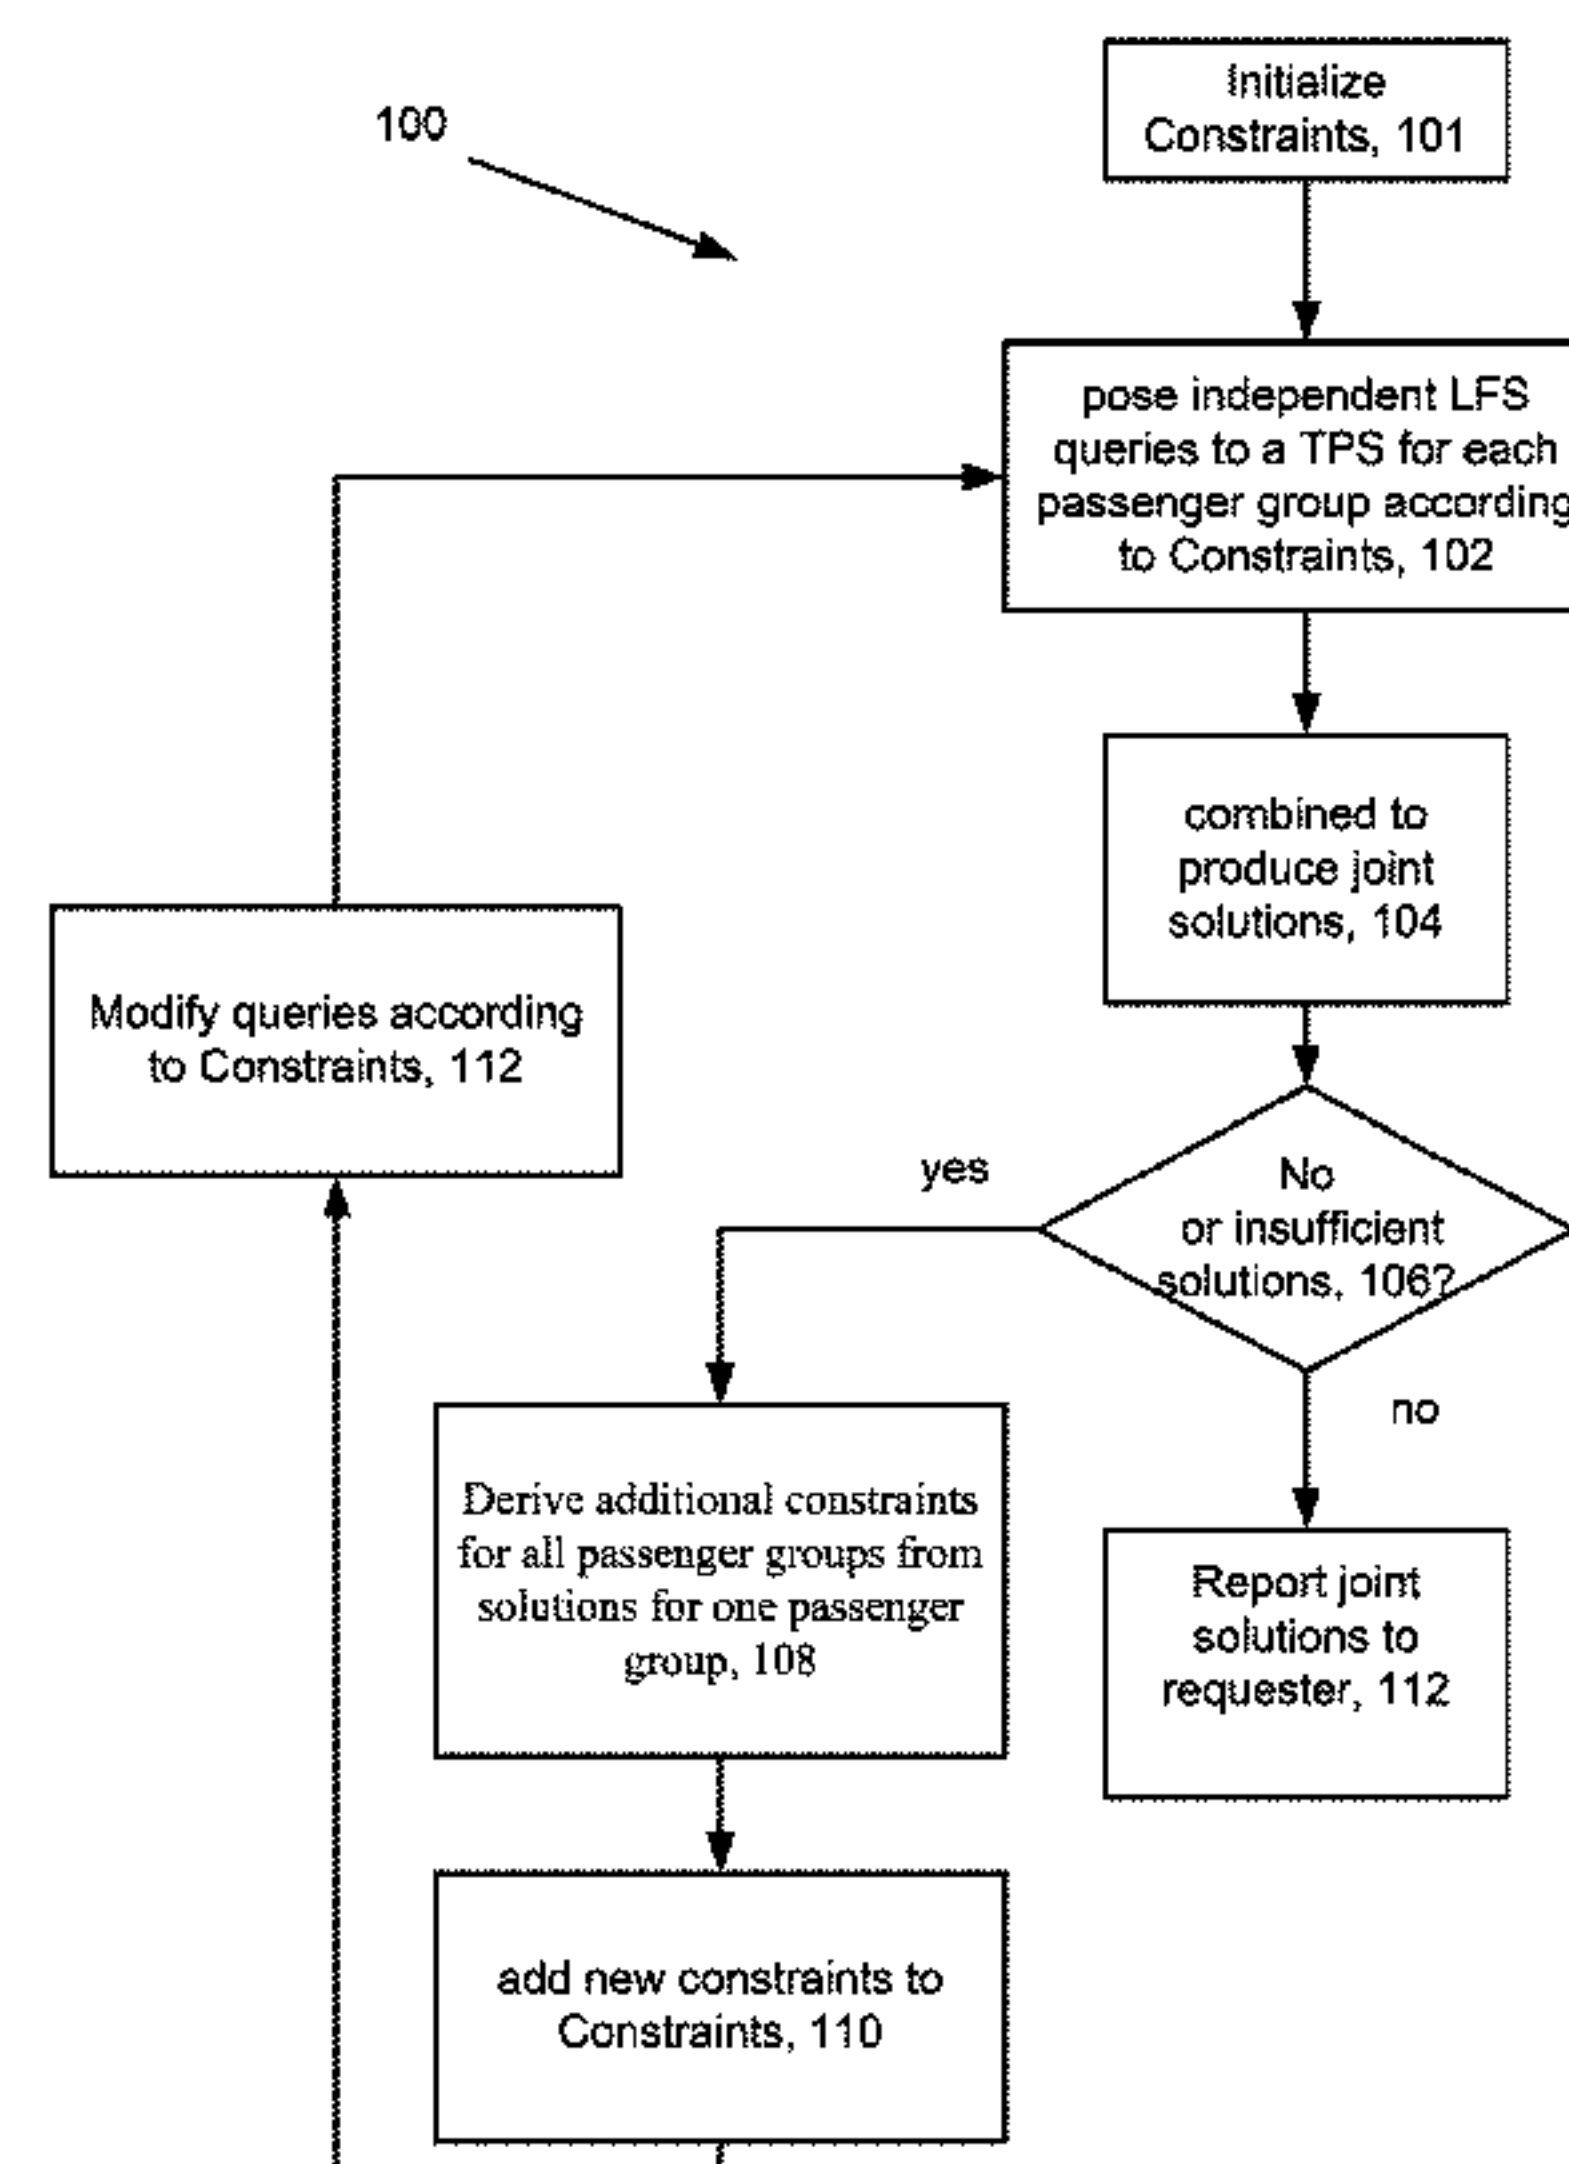 100
Initialize
Constraints, 101
pose independent LFS
queries to a TPS for each
passenger group according
to Constraints, 102
combined to
produce joint
solutions, 104
Modify queries according
to Constraints, 112
yes
No
or insufficient
solutions, 106?
no
Derive additional constraints
for all passenger groups from
solutions for one passenger
group, 108
Report joint
solutions to
requester, 112
add new constraints to
Constraints, 110